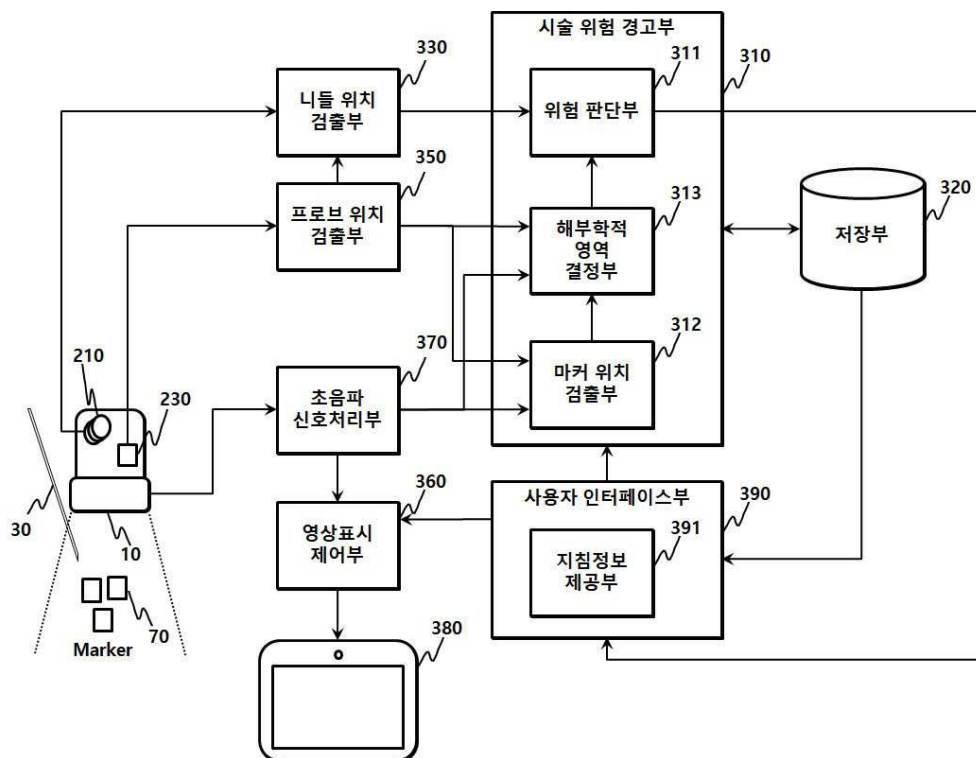 시술 위험 경고부
330
311
310
니들 위치
검출부
위험 판단부
350
320
313
프로브 위치
검출부
해부학적
영역
결정부
저장부
370
312
210
초음파
신호처리부
마커 위치
검출부
230
360
사용자 인터페이스부
390
30
10
영상표시
제어부
391
지침정보
제공부
70
Marker
380